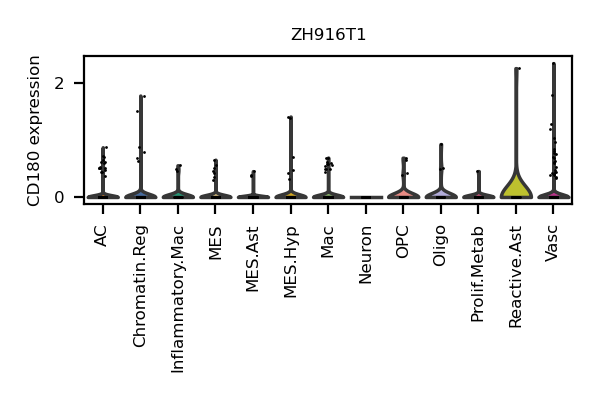 ZH916T1
CD180 expression
2
0
AC
Chromatin.Reg
Inflammatory.Mac
MES
MES.Ast
MES.Hyp
Mac
Neuron
OPC
Oligo
Prolif.Metab
Reactive.Ast
Vasc